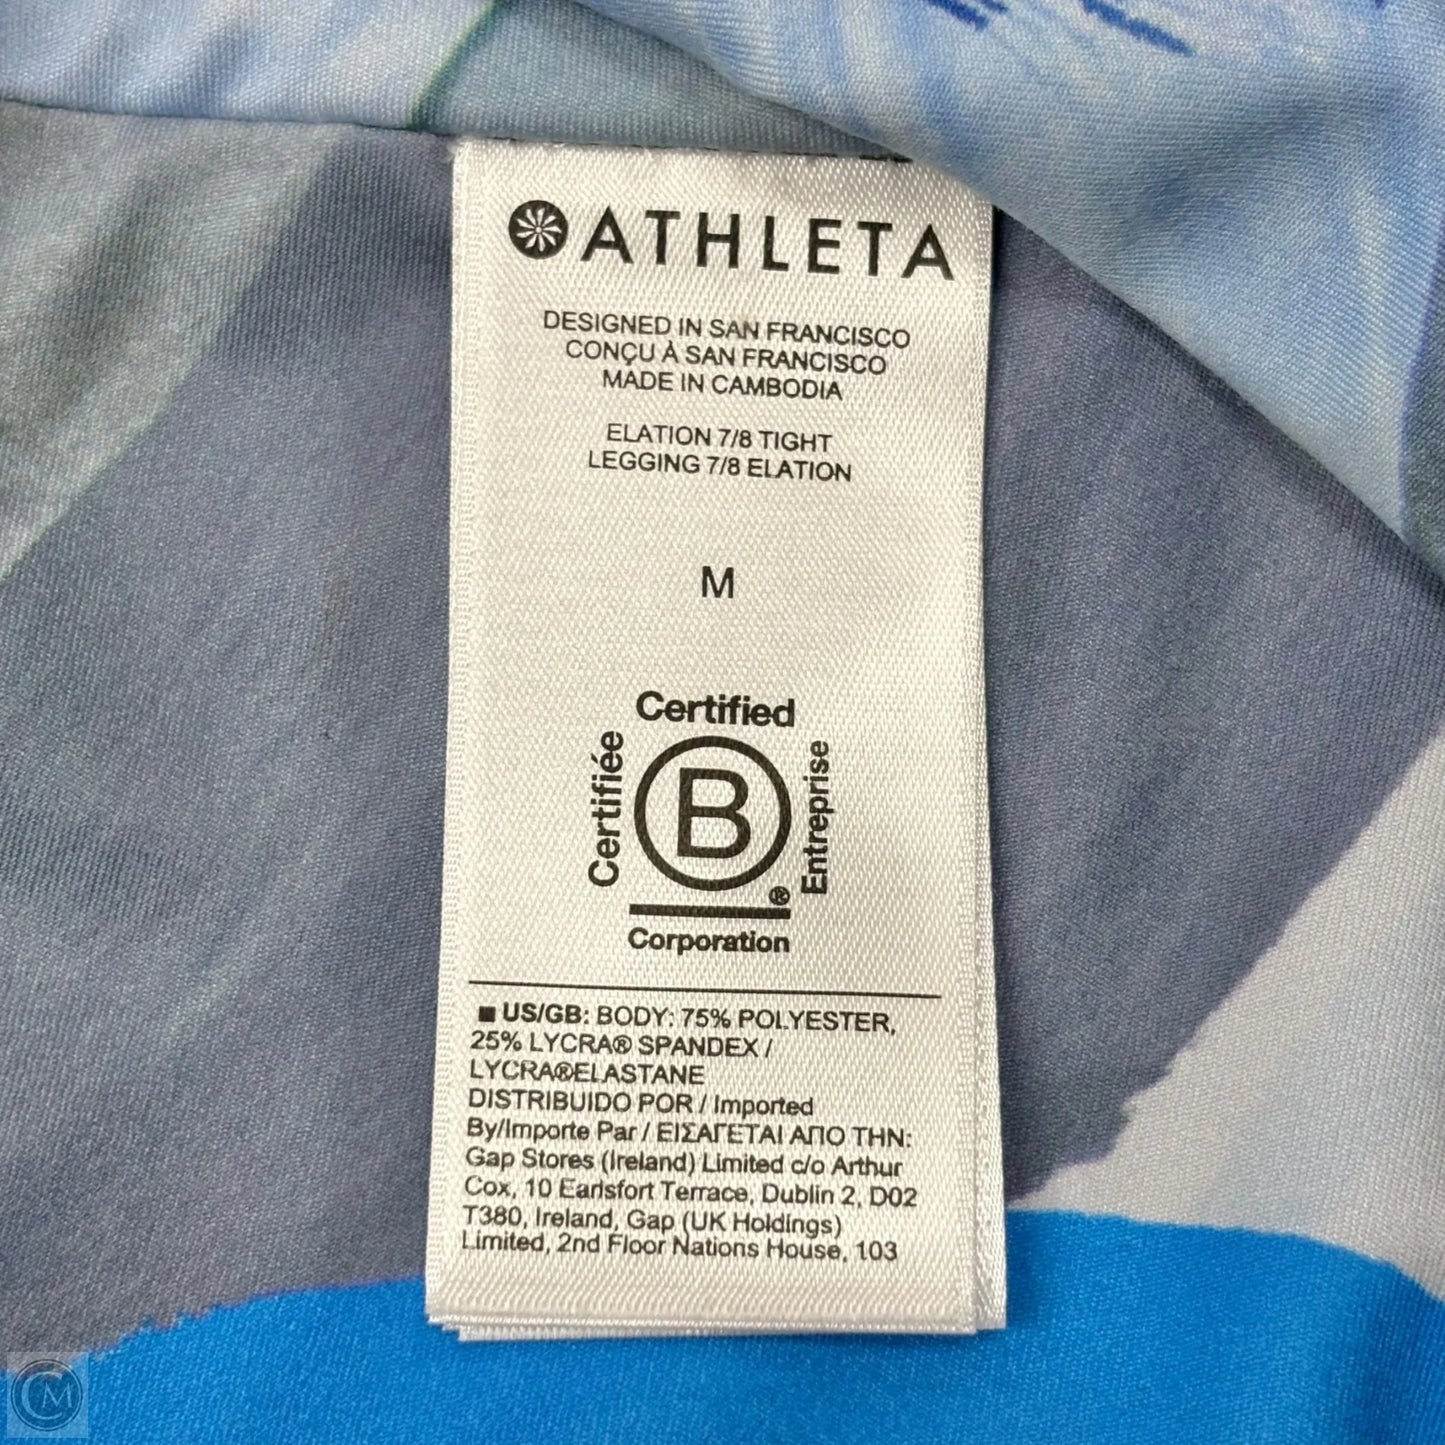 ATHLETA
DESIGNED IN SAN FRANCISCO
CONÇU À SAN FRANCISCO
MADE IN CAMBODIA
ELATION 7/8 TIGHT
LEGGING 7/8 ELATION
M
Certified
Certifiée
B
Entreprise
®
Corporation
■ US/GB: BODY: 75% POLYESTER,
25% LYCRA® SPANDEX /
LYCRA®ELASTANE
DISTRIBUIDO POR / Imported
By/Importe Par / ΕΙΣΑΓΕΤΑΙ ΑΠΟ ΤΗΝ:
Gap Stores (Ireland) Limited c/o Arthur
Cox, 10 Earlsfort Terrace, Dublin 2, D02
T380, Ireland, Gap (UK Holdings)
Limited, 2nd Floor Nations House, 103
CM